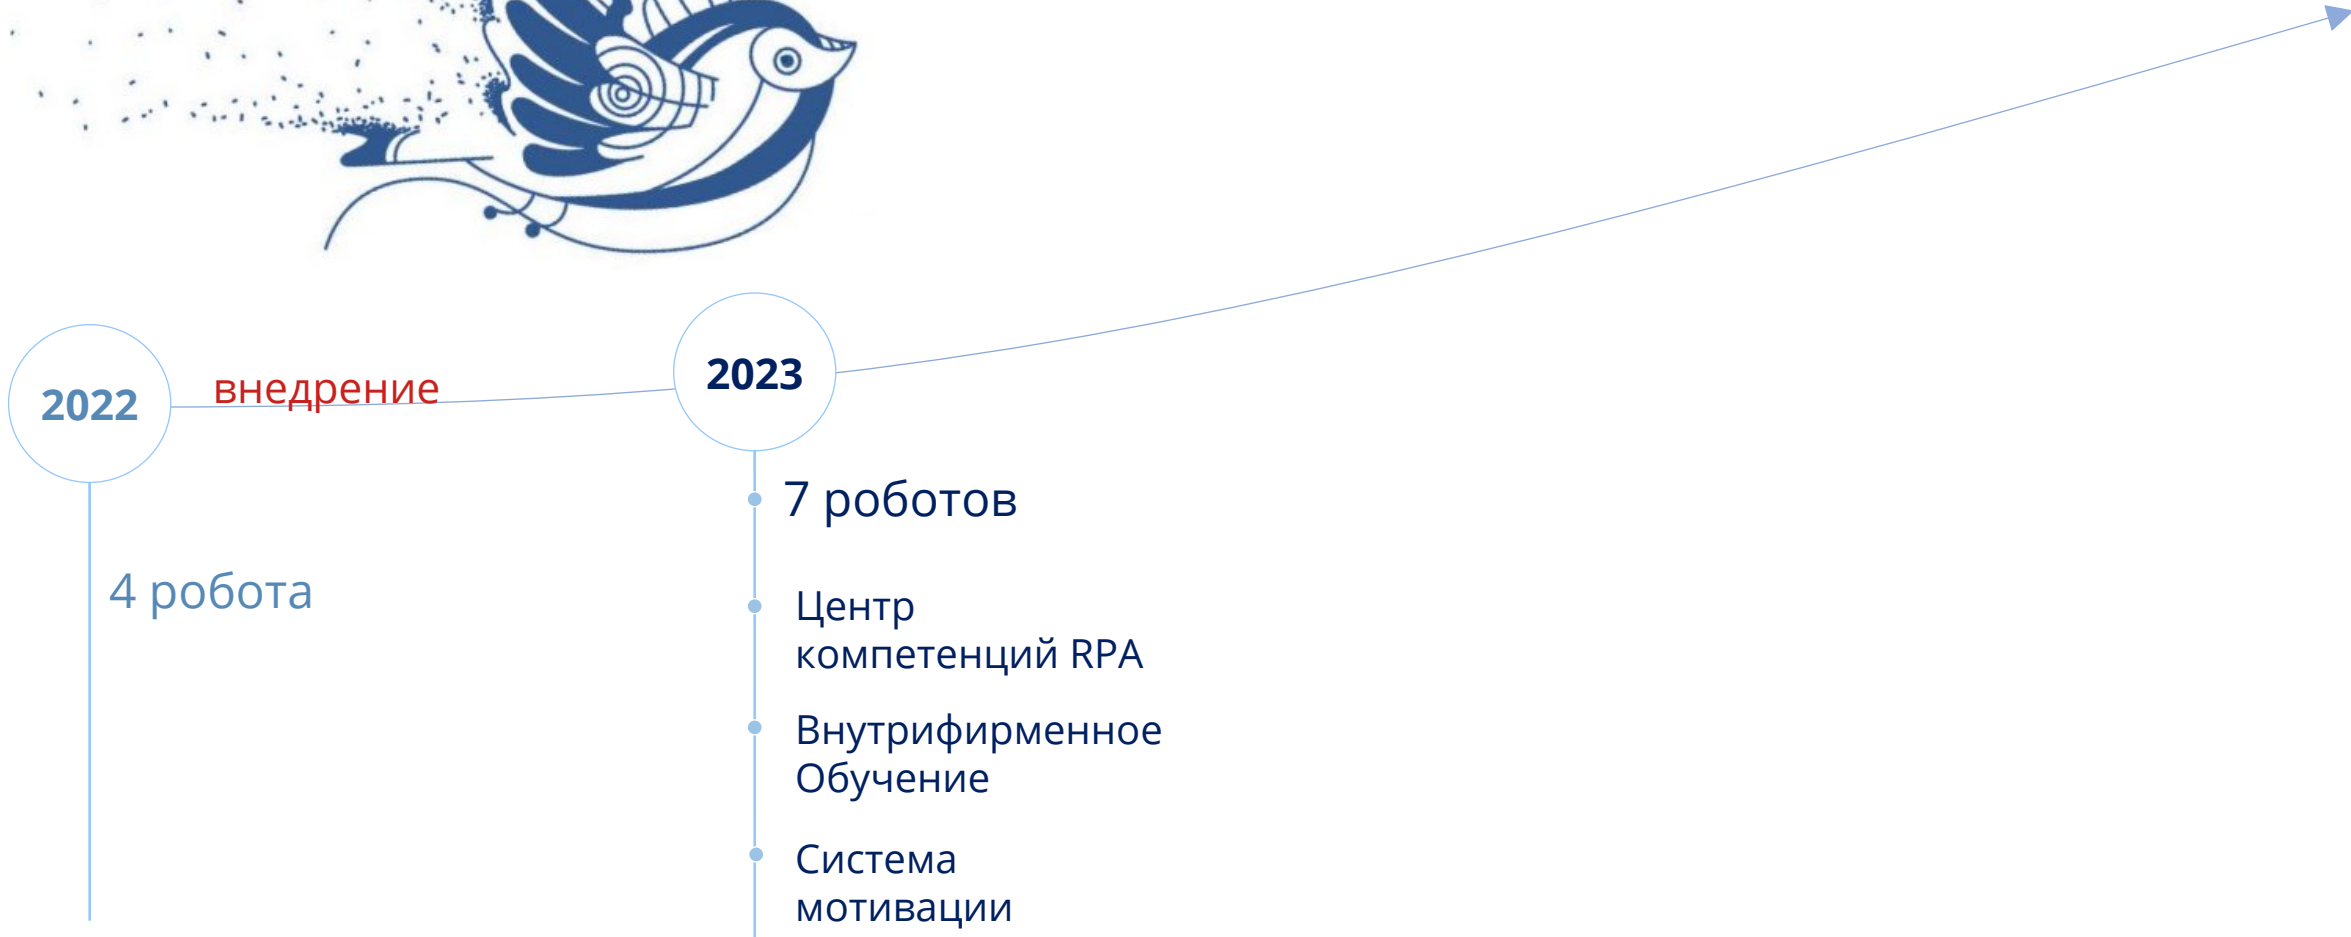 2022
внедрение
4 робота
2023
7 роботов
Центр
компетенций RPA
Внутрифирменное
Обучение
Система
мотивации